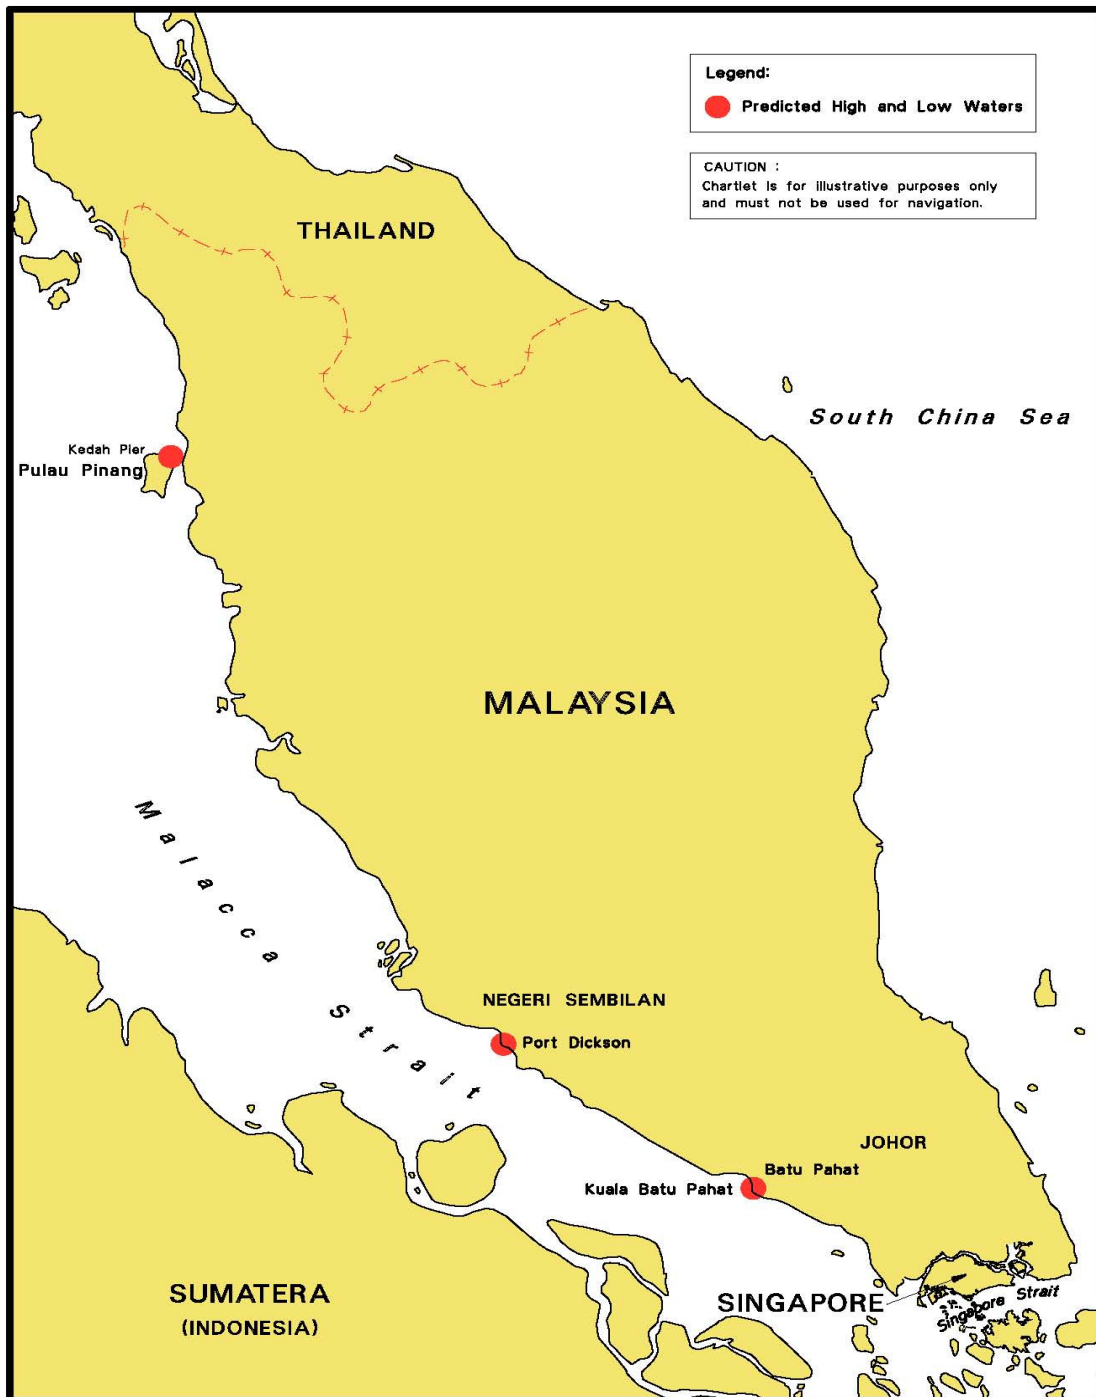 Legend:
Predicted High and Low Waters
CAUTION :
Chartlet is for illustrative purposes only
and must not be used for navigation.
THAILAND
South China Sea
Kedah Pier
Pulau Pinang
MALAYSIA
Malacca Strait
NEGERI SEMBILAN
Port Dickson
JOHOR
Batu Pahat
Kuala Batu Pahat
SUMATERA
(INDONESIA)
SINGAPORE
Singapore Strait